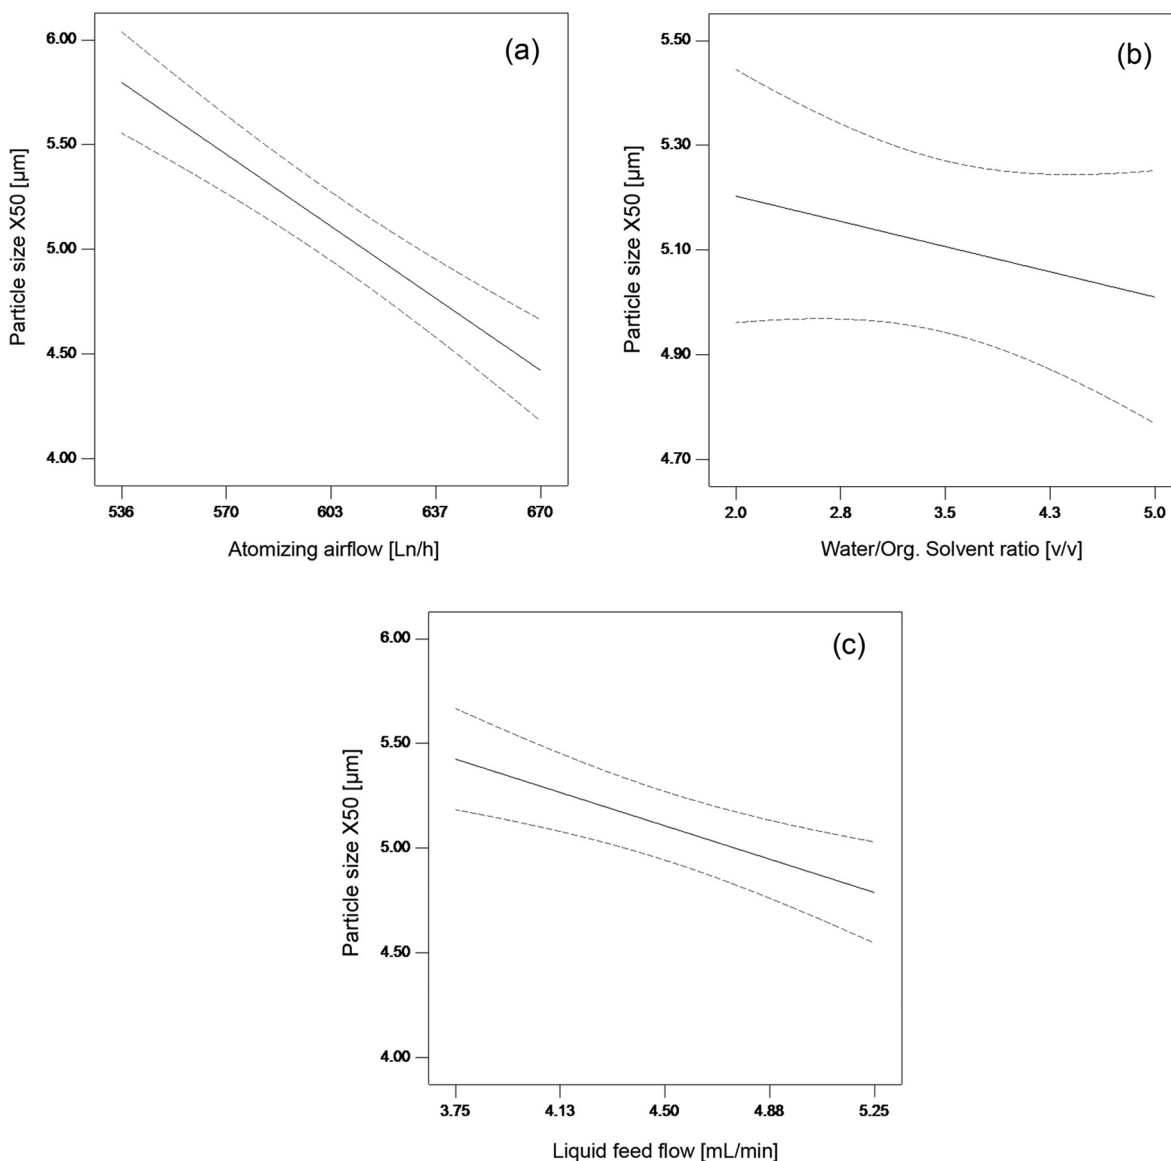 (a)
Particle size X50 [µm]
6.00
5.50
5.00
4.50
4.00
536 570 603 637 670
Atomizing airflow [Ln/h]
(b)
Particle size X50 [µm]
5.50
5.30
5.10
4.90
4.70
2.0 2.8 3.5 4.3 5.0
Water/Org. Solvent ratio [v/v]
(c)
Particle size X50 [µm]
6.00
5.50
5.00
4.50
4.00
3.75 4.13 4.50 4.88 5.25
Liquid feed flow [mL/min]